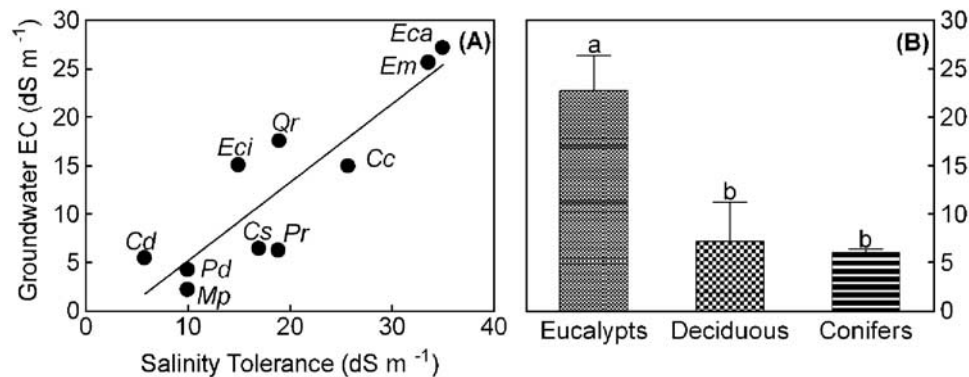 Groundwater EC (dS m⁻¹)
30
25
20
15
10
5
0
(A)
Eca
Em
Qr
Eci
Cc
Cd
Cs
Pr
Pd
Mp
0
10
20
30
40
Salinity Tolerance (dS m -1)
(B)
a
b
b
30
25
20
15
10
5
0
Eucalypts
Deciduous
Conifers